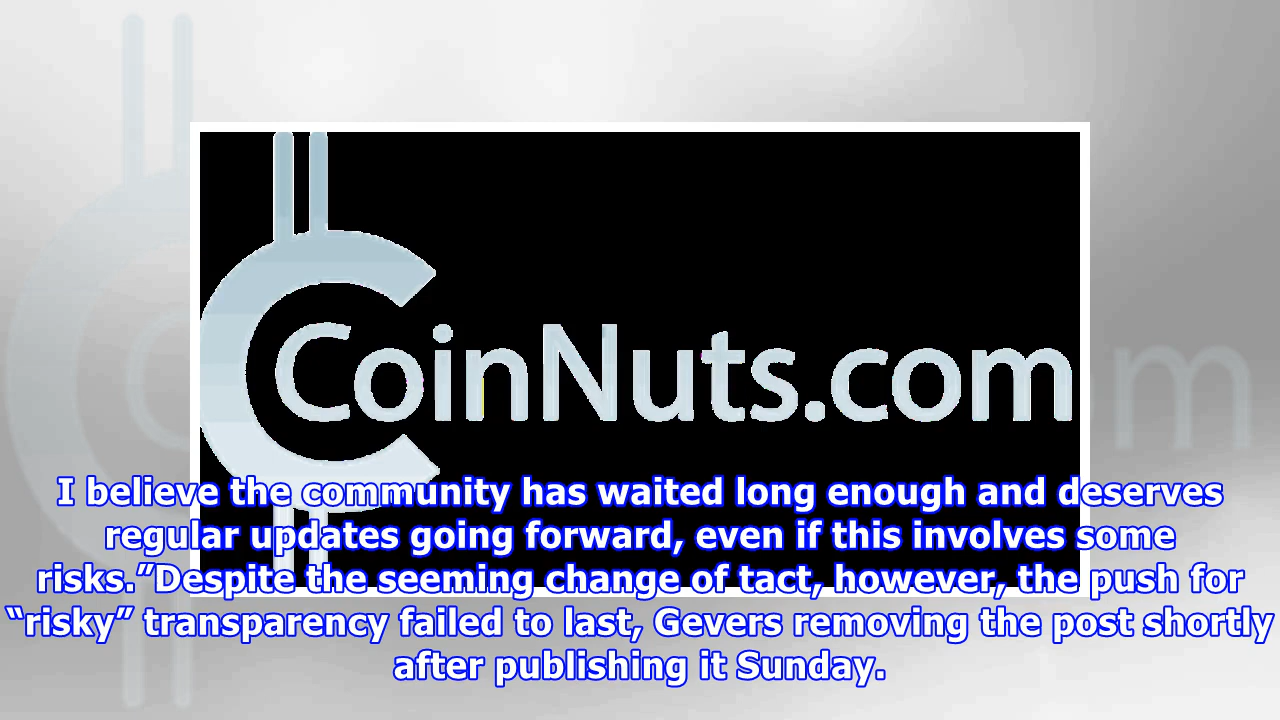 CoinNuts.com
om
I believe the community has waited long enough and deserves
regular updates going forward, even if this involves some
risks.”Despite the seeming change of tact, however, the push for
“risky” transparency failed to last, Gevers removing the post shortly
after publishing it Sunday.